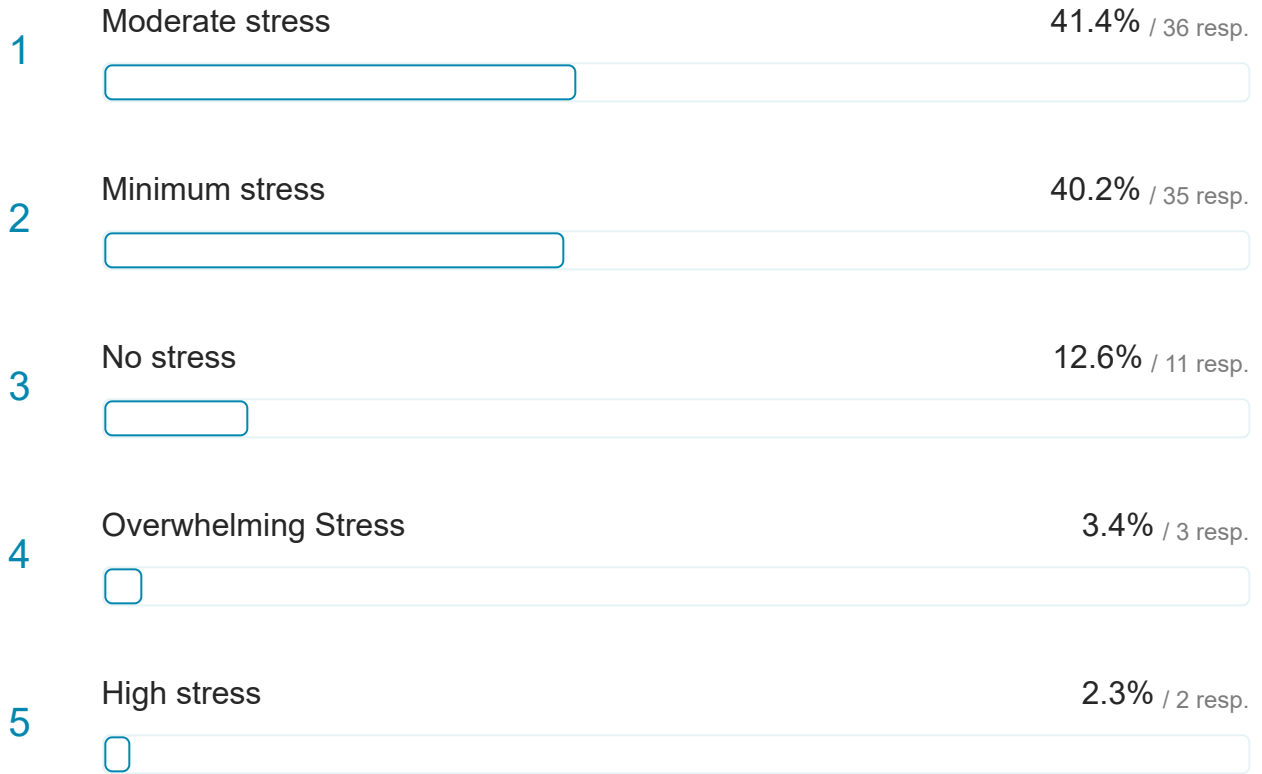 Moderate stress 41.4% / 36 resp.
1
Minimum stress 40.2% / 35 resp.
2
No stress 12.6% / 11 resp.
3
Overwhelming Stress 3.4% / 3 resp.
4
High stress 2.3% / 2 resp.
5